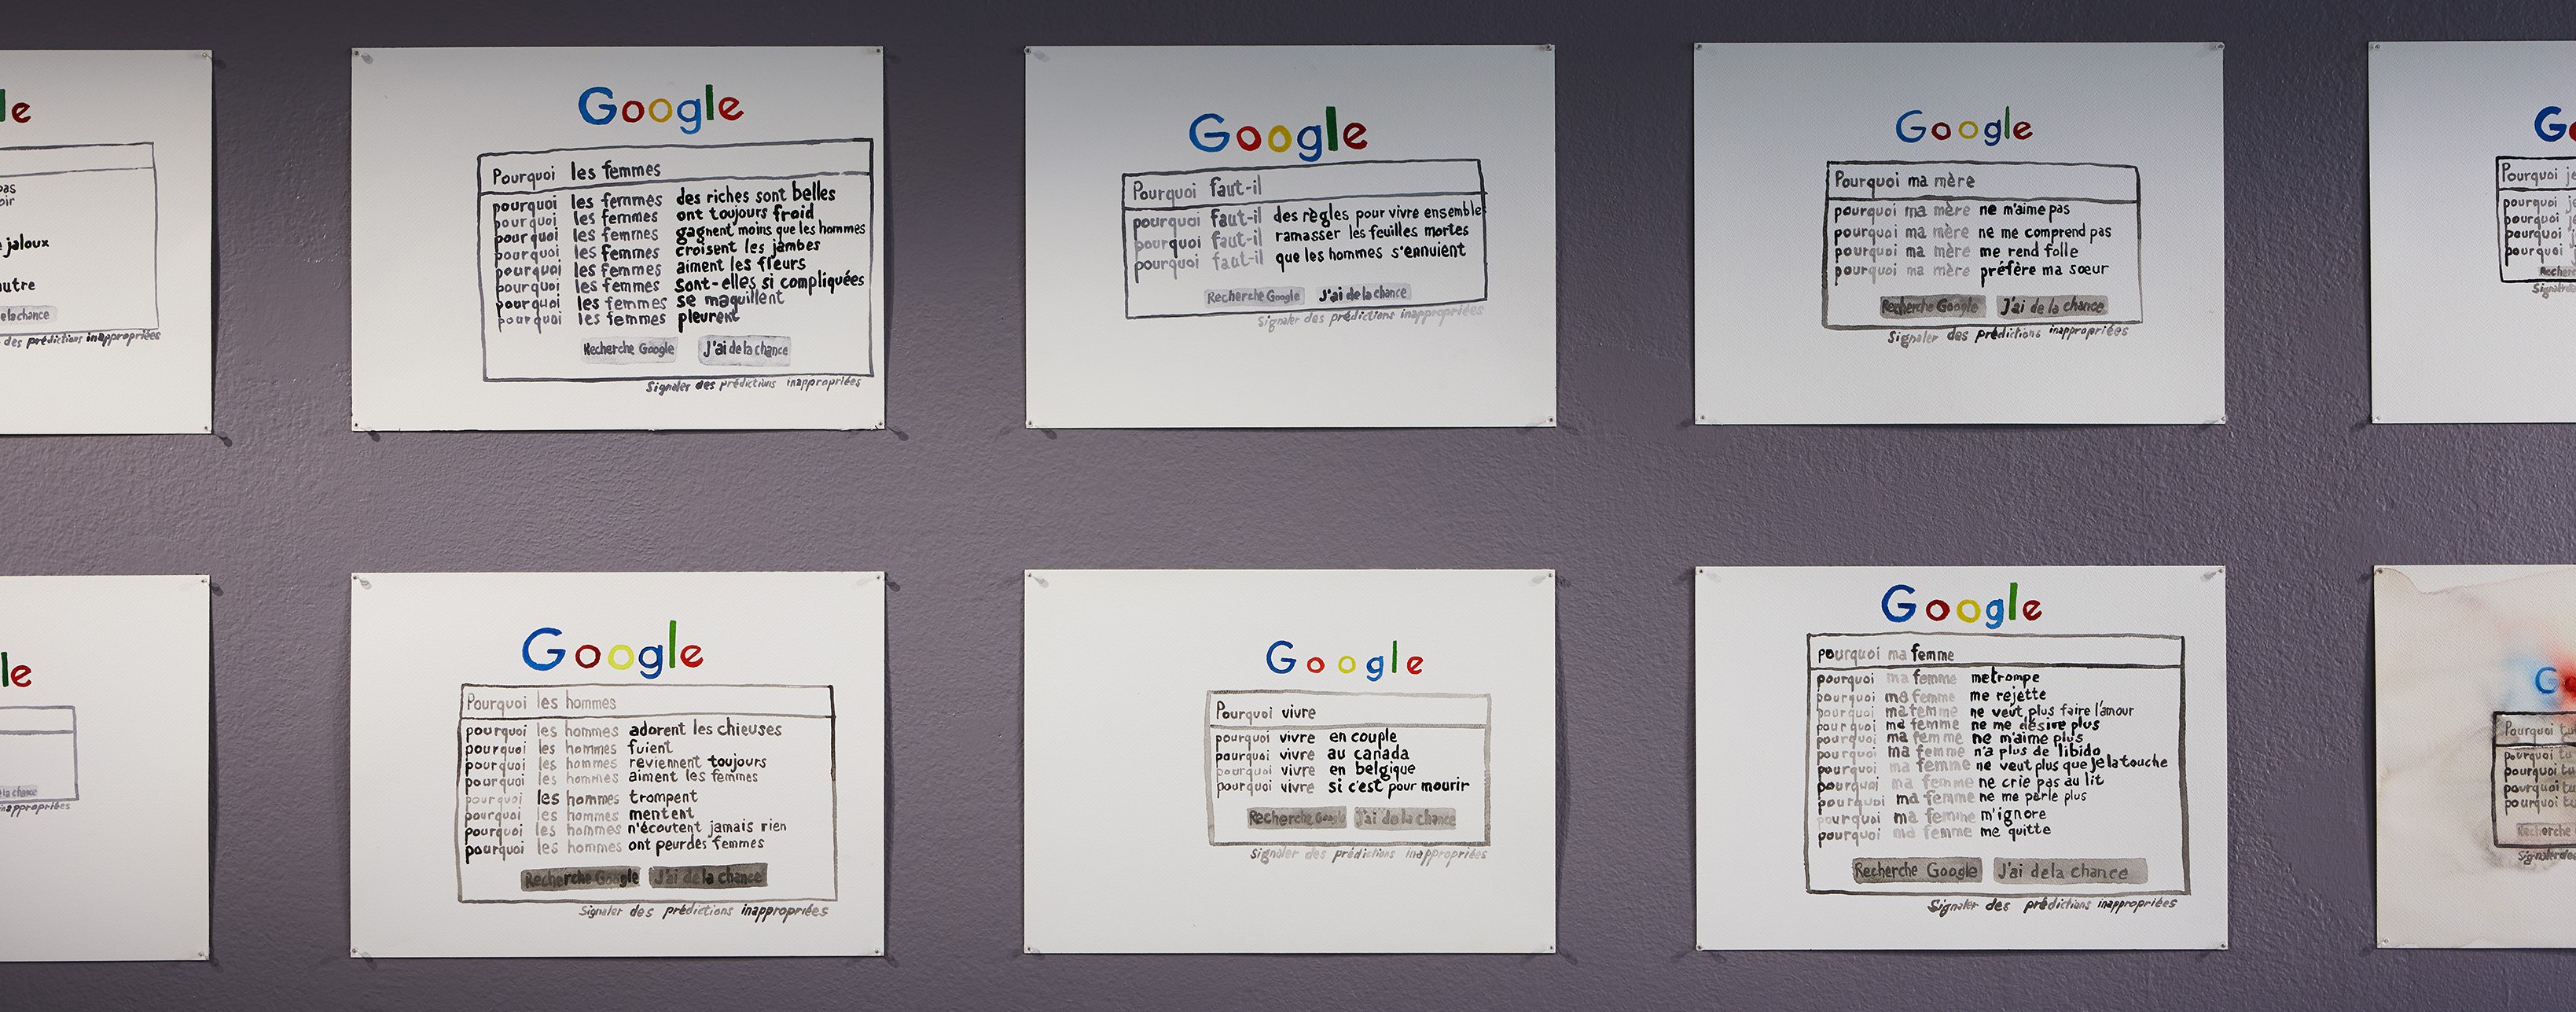 le
pas
oir
e jaloux
autre
de la chance
des prédictions inappropriées
Google
Pourquoi les femmes
pourquoi les femmes des riches sont belles
pourquoi les femmes ont toujours froid
pourquoi les femmes gagnent moins que les hommes
pourquoi les femmes croisent les jambes
pourquoi les femmes aiment les fleurs
pourquoi les femmes sont-elles si compliquées
pourquoi les femmes se maquillent
pourquoi les femmes pleurent
Recherche Google J'ai de la chance
Signaler des prédictions inappropriées
Google
Pourquoi faut-il
pourquoi faut-il des règles pour vivre ensemble
pourquoi faut-il ramasser les feuilles mortes
pourquoi faut-il que les hommes s'ennuient
Recherche Google J'ai de la chance
Signaler des prédictions inappropriées
Google
Pourquoi ma mère
pourquoi ma mère ne m'aime pas
pourquoi ma mère ne me comprend pas
pourquoi ma mère me rend folle
pourquoi ma mère préfère ma sœur
Recherche Google J'ai de la chance
Signaler des prédictions inappropriées
Go
Pourquoi je
pourquoi
pourquoi
pourquoi
pourquoi
le
la chance
inappropriées
Google
Pourquoi les hommes
pourquoi les hommes adorent les chieuses
pourquoi les hommes fuient
pourquoi les hommes reviennent toujours
pourquoi les hommes aiment les femmes
pourquoi les hommes trompent
pourquoi les hommes mentent
pourquoi les hommes n'écoutent jamais rien
pourquoi les hommes ont peur des femmes
Recherche Google J'ai de la chance
Signaler des prédictions inappropriées
Google
Pourquoi vivre
pourquoi vivre en couple
pourquoi vivre au canada
pourquoi vivre en belgique
pourquoi vivre si c'est pour mourir
Recherche Google J'ai de la chance
Signaler des prédictions inappropriées
Google
pourquoi ma femme
pourquoi ma femme me trompe
pourquoi ma femme me rejette
pourquoi ma femme ne veut plus faire l'amour
pourquoi ma femme ne me désire plus
pourquoi ma femme ne m'aime plus
pourquoi ma femme n'a plus de libido
pourquoi ma femme ne veut plus que je la touche
pourquoi ma femme ne crie pas au lit
pourquoi ma femme ne me parle plus
pourquoi ma femme m'ignore
pourquoi ma femme me quitte
Recherche Google J'ai de la chance
Signaler des prédictions inappropriées
Go
Pourquoi tu
pourquoi tu
pourquoi tu
pourquoi tu
pourquoi tu
Recherche